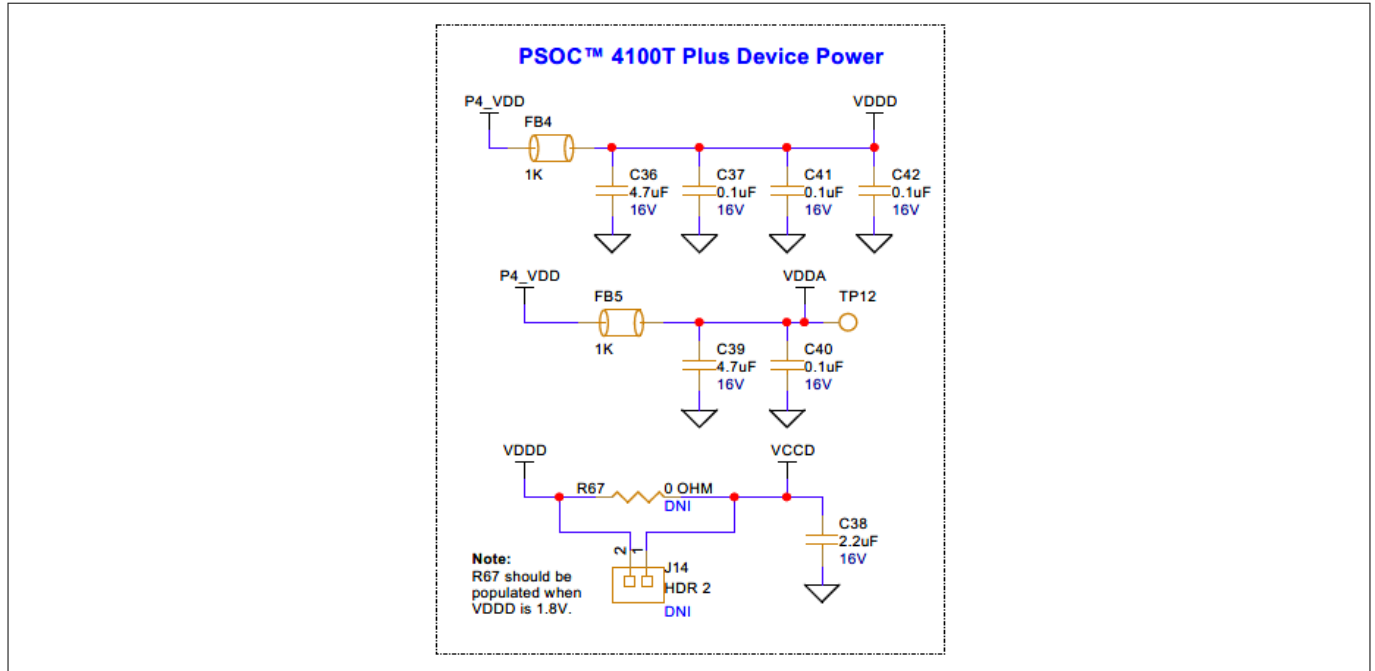 PSOC™ 4100T Plus Device Power
P4_VDD
VDDD
FB4
1K
C36
4.7uF
16V
C37
0.1uF
16V
C41
0.1uF
16V
C42
0.1uF
16V
P4_VDD
VDDA
FB5
TP12
1K
C39
4.7uF
16V
C40
0.1uF
16V
VDDD
VCCD
R67
0 OHM
DNI
C38
2.2uF
16V
2
1
J14
HDR 2
DNI
Note:
R67 should be
populated when
VDDD is 1.8V.